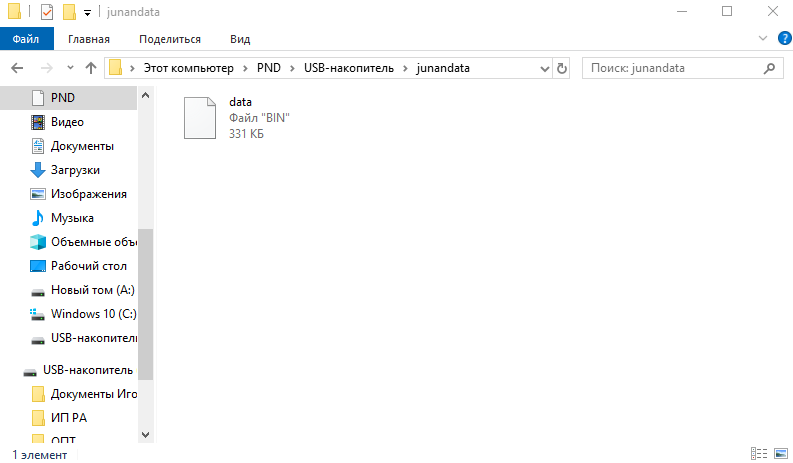 junandata
Файл
Главная
Поделиться
Вид
Этот компьютер
PND
USB-накопитель
junandata
Поиск: junandata
PND
Видео
Документы
Загрузки
Изображения
Музыка
Объемные объ
Рабочий стол
Новый том (A:)
Windows 10 (C:)
USB-накопитель
USB-накопитель
Документы Иго
ИП РА
ОПТ
data
Файл "BIN"
331 КБ
1 элемент